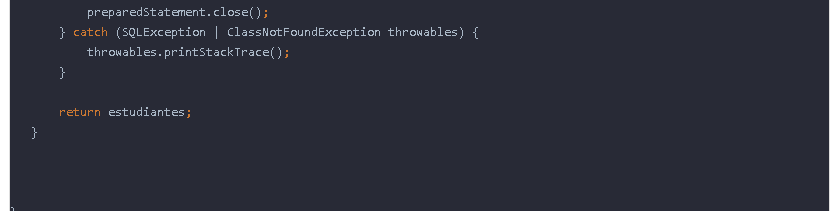 preparedStatement.close();
} catch (SQLException | ClassNotFoundException throwables) {
throwables.printStackTrace();
}
return estudiantes;
}